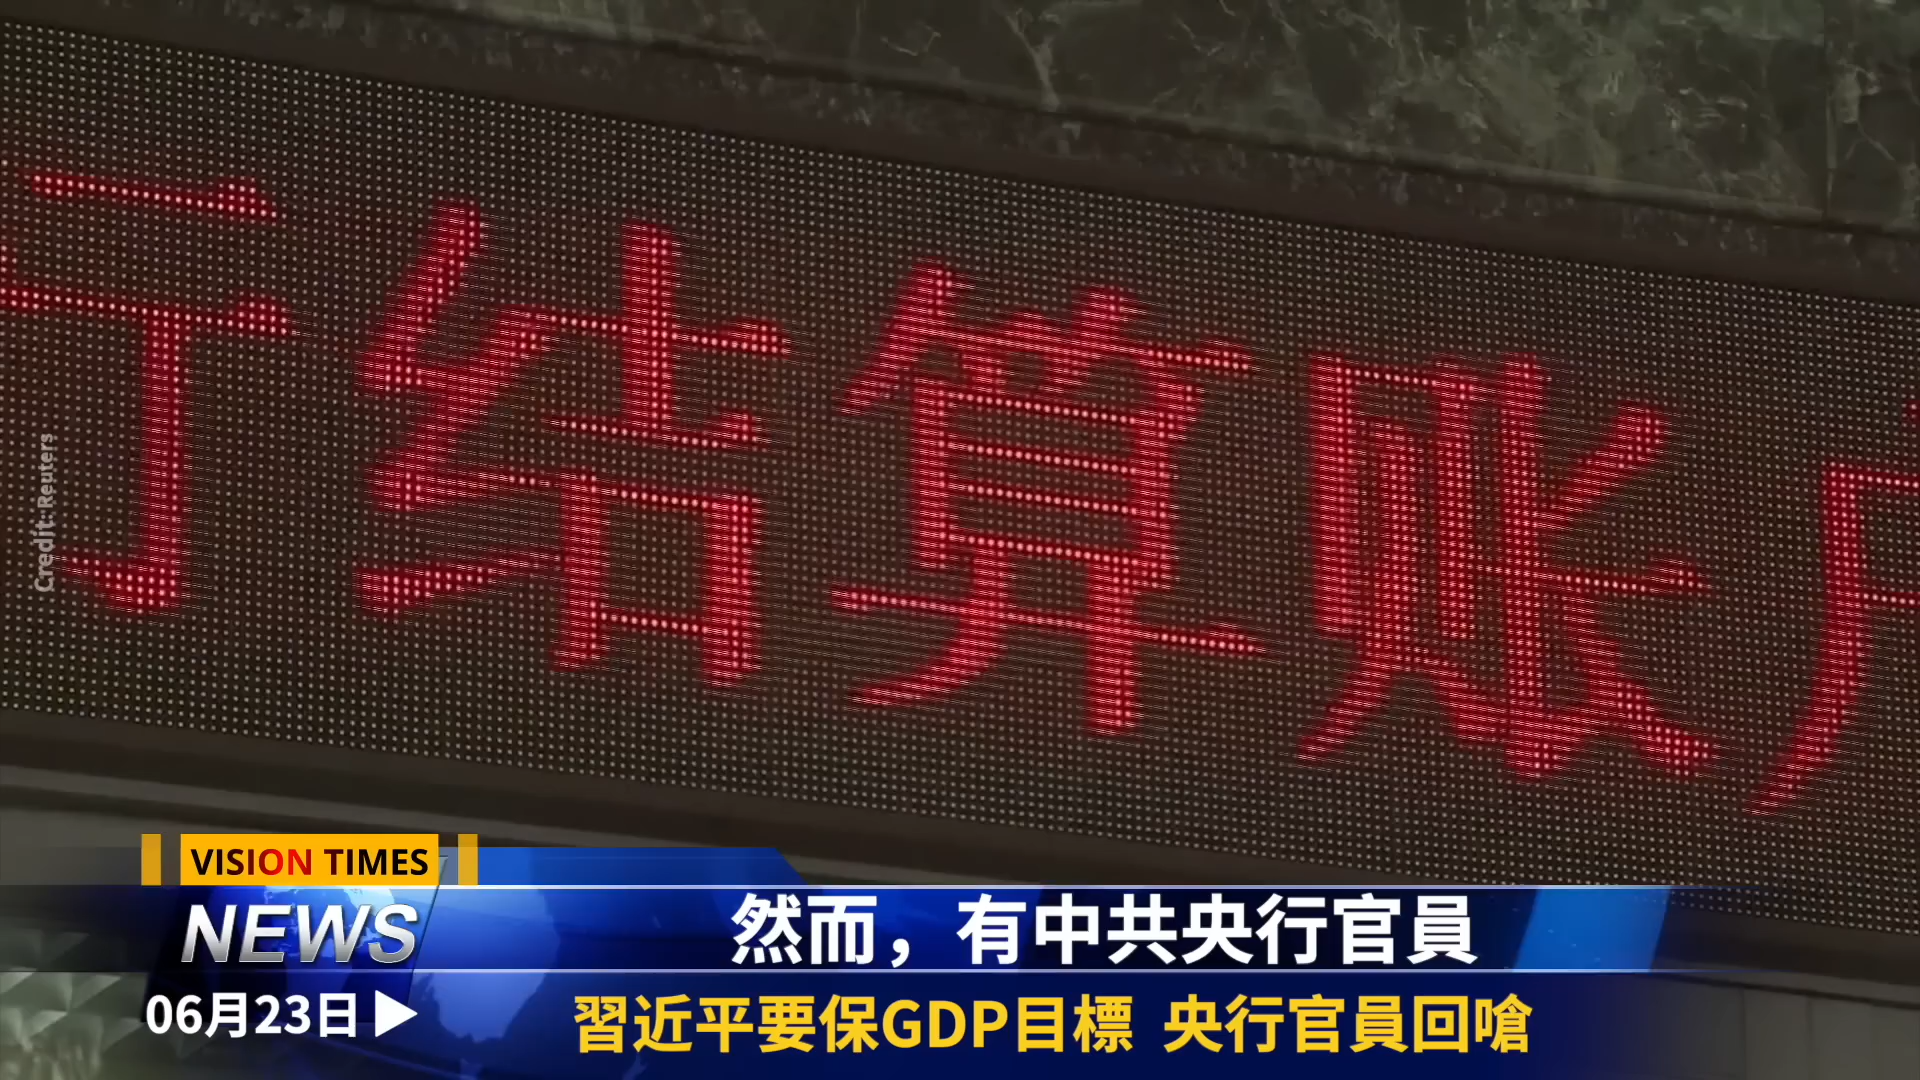 行结算账户
Credit: Reuters
VISION TIMES
NEWS
然而，有中共央行官員
06月23日
習近平要保GDP目標 央行官員回嗆